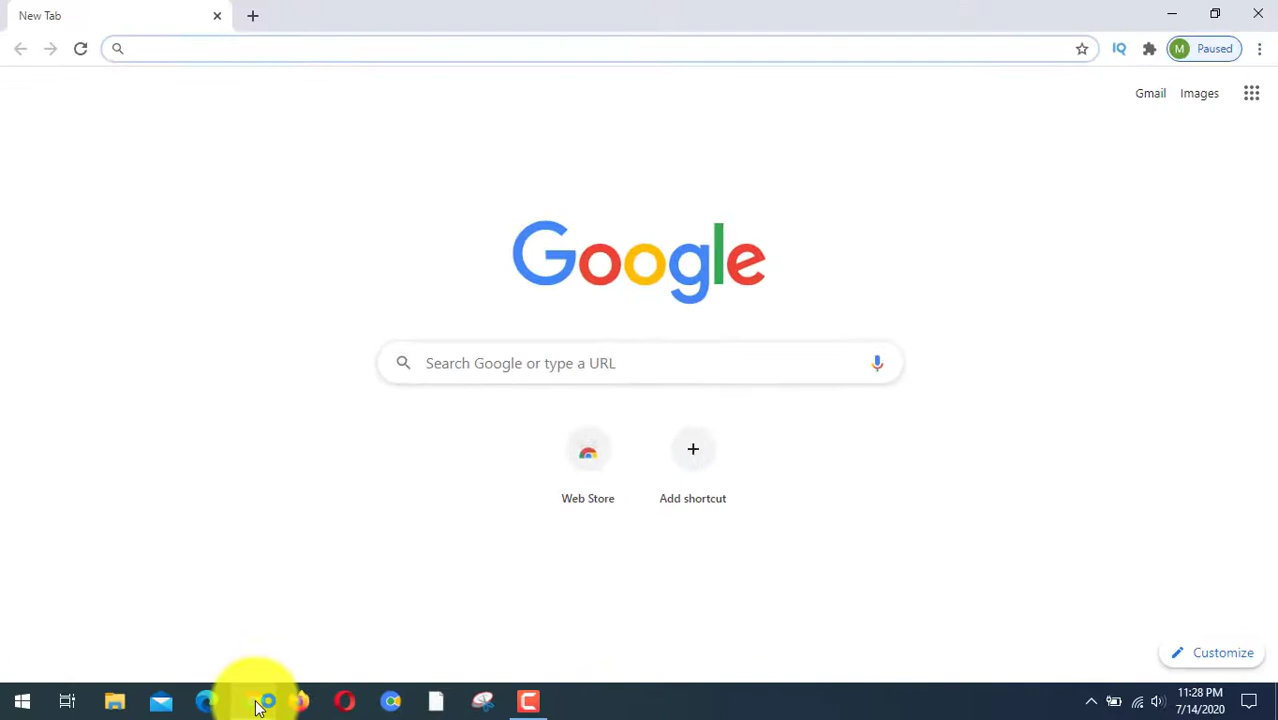 New Tab
M Paused
IQ
Gmail Images
Google
Search Google or type a URL
Web Store Add shortcut
Customize
11:28 PM
7/14/2020